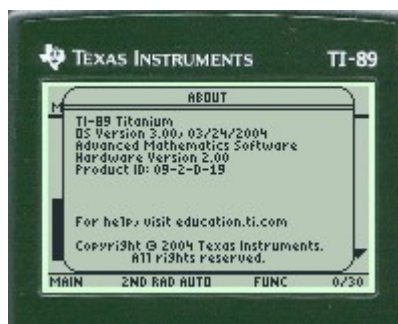 TEXAS INSTRUMENTS TI-89
ABOUT
TI-89 Titanium
OS Version 3.00, 03/24/2004
Advanced Mathematics Software
Hardware Version 2.00
Product ID: 09-2-0-19
For help, visit education.ti.com
Copyright © 2004 Texas Instruments.
All rights reserved.
MAIN 2ND RAD AUTO FUNC 0/30